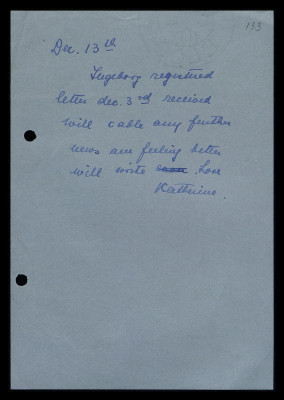 133
Dec. 13th
Ingeborg registered
letter dec. 3rd received
will cable any further
news am feeling better
will write Love
Kathrine.